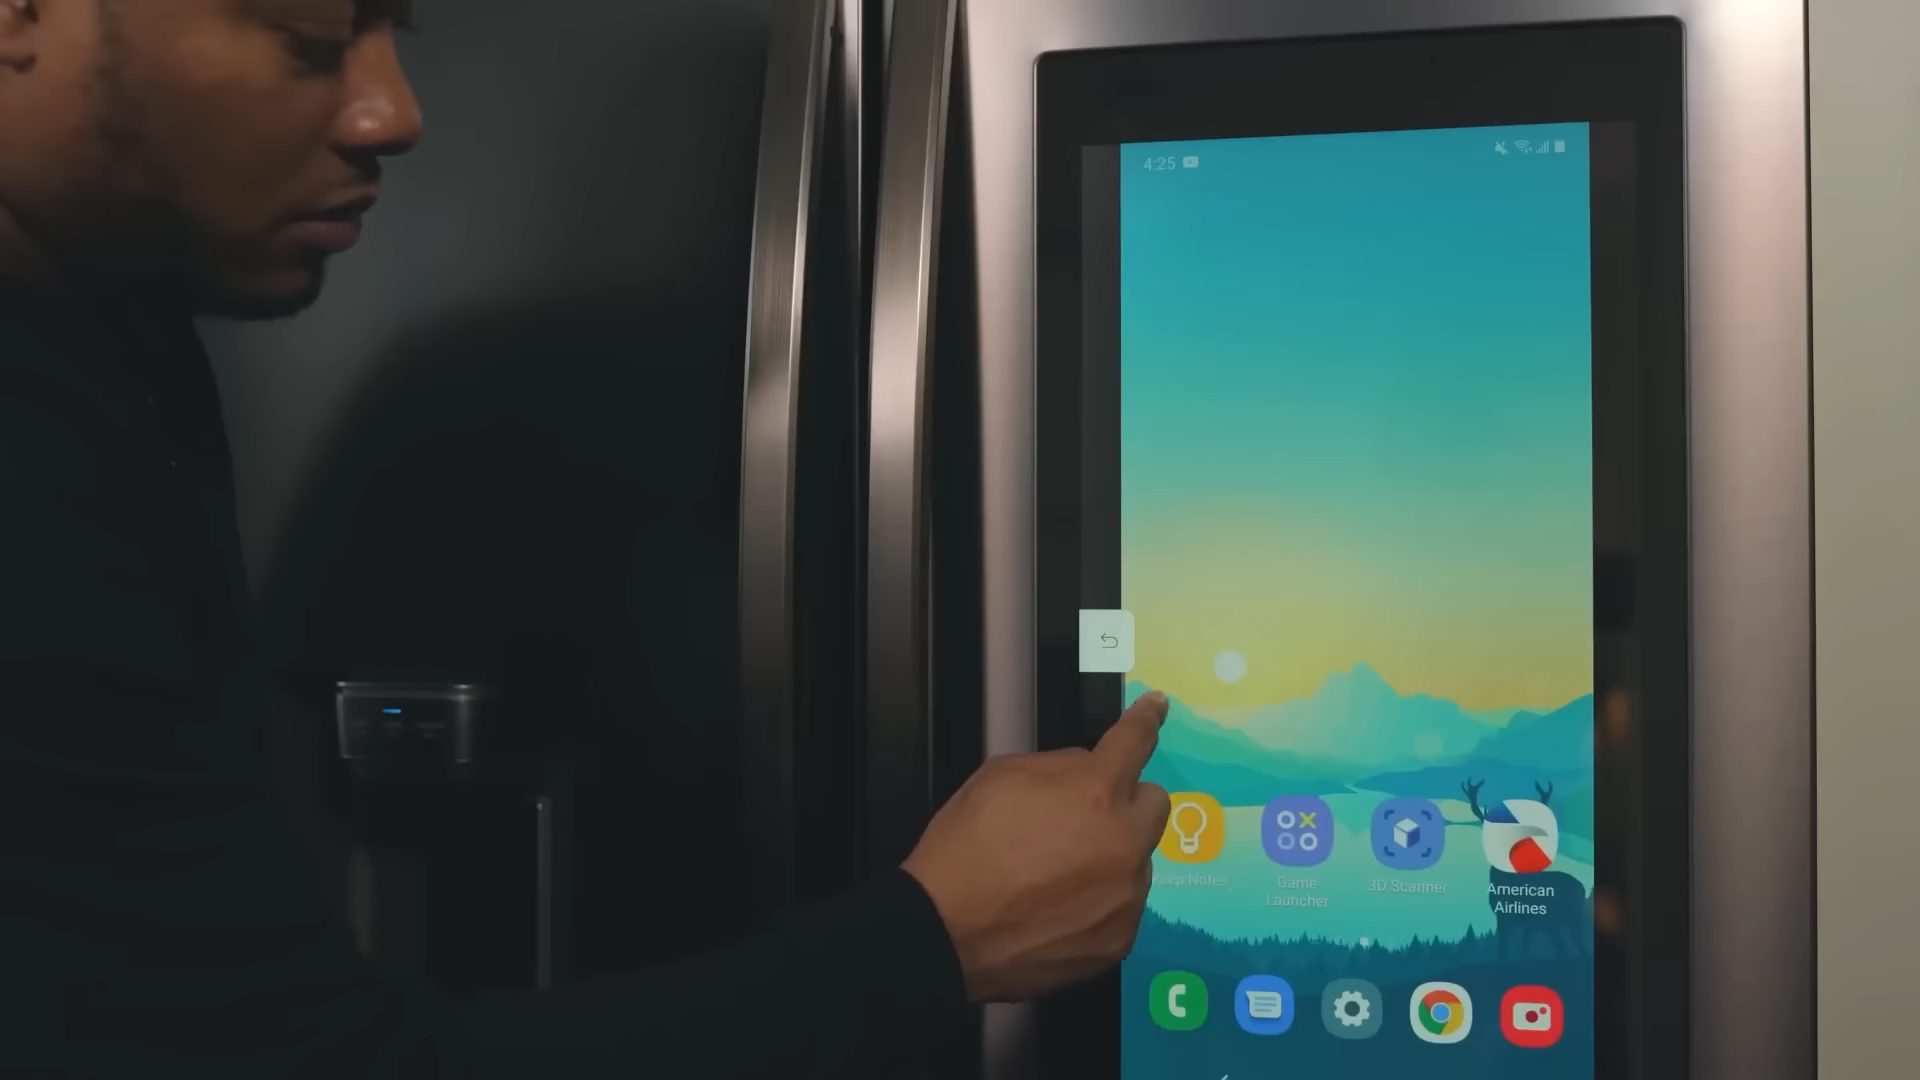 4:25
Keep Notes
Game
Launcher
3D Scanner
American
Airlines